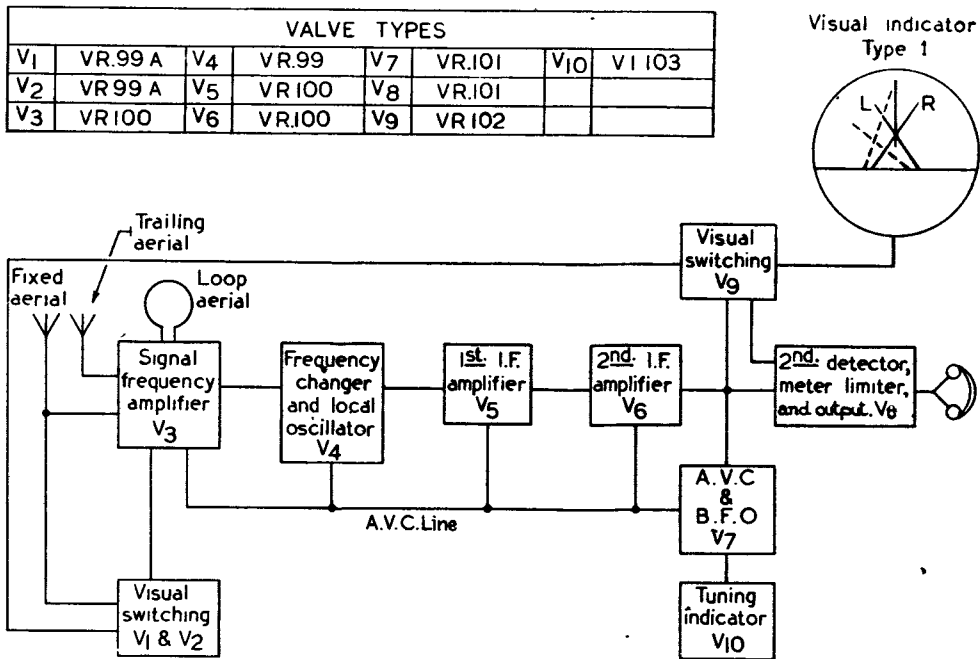 VALVE TYPES
V1 VR.99 A V4 VR.99 V7 VR.101 V10 V I 103
V2 VR 99 A V5 VR 100 V8 VR.101
V3 VR 100 V6 VR.100 V9 VR 102
Visual indicator
Type 1
L R
Trailing
aerial
Fixed
aerial
Loop
aerial
Signal
frequency
amplifier
V3
Frequency
changer
and local
oscillator
V4
1st. I.F.
amplifier
V5
2nd. I.F.
amplifier
V6
Visual
switching
V9
2nd. detector,
meter limiter,
and output. V8
A.V.C
&
B.F.O
V7
A.V.C. Line
Visual
switching
V1 & V2
Tuning
indicator
V10